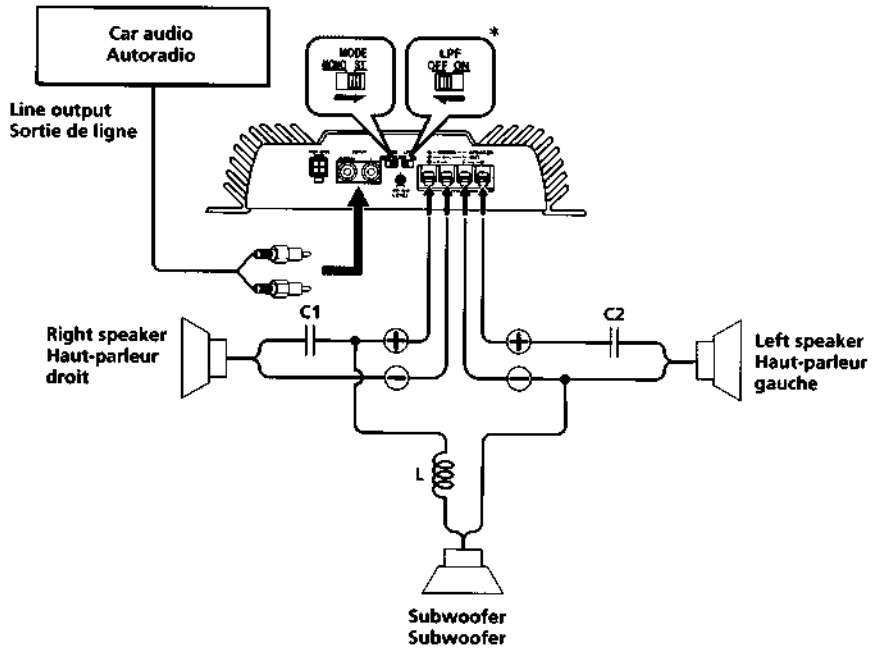 Car audio
Autoradio
*
MODE
MONO ST
LPF
OFF ON
Line output
Sortie de ligne
C1
C2
Right speaker
Haut-parleur
droit
Left speaker
Haut-parleur
gauche
L
Subwoofer
Subwoofer